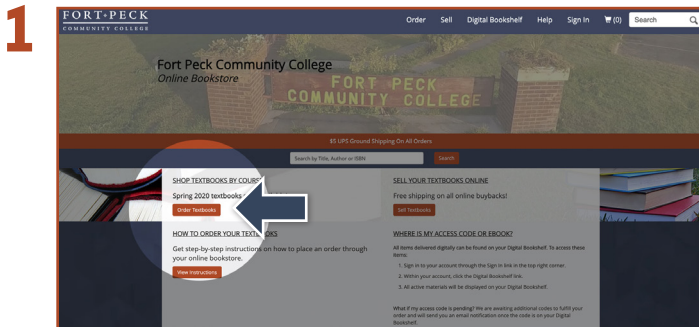 1
FORT PECK
COMMUNITY COLLEGE
Order Sell Digital Bookshelf Help Sign In (0) Search
Fort Peck Community College
Online Bookstore
FORT PECK
COMMUNITY COLLEGE
$5 UPS Ground Shipping On All Orders
Search by Title, Author or ISBN Search
SHOP TEXTBOOKS BY COURS
Spring 2020 textbooks
Order Textbooks
HOW TO ORDER YOUR TEXT OOKS
Get step-by-step instructions on how to place an order through
your online bookstore.
View Instructions
SELL YOUR TEXTBOOKS ONLINE
Free shipping on all online buybacks!
Sell Textbooks
WHERE IS MY ACCESS CODE OR EBOOK?
All items delivered digitally can be found on your Digital Bookshelf. To access these
items:
1. Sign in to your account through the Sign in link in the top right corner.
2. Within your account, click the Digital Bookshelf link.
3. All active materials will be displayed on your Digital Bookshelf.
What if my access code is pending? We are awaiting additional codes to fulfill your
order and will send you an email notification once the code is on your Digital
Bookshelf.